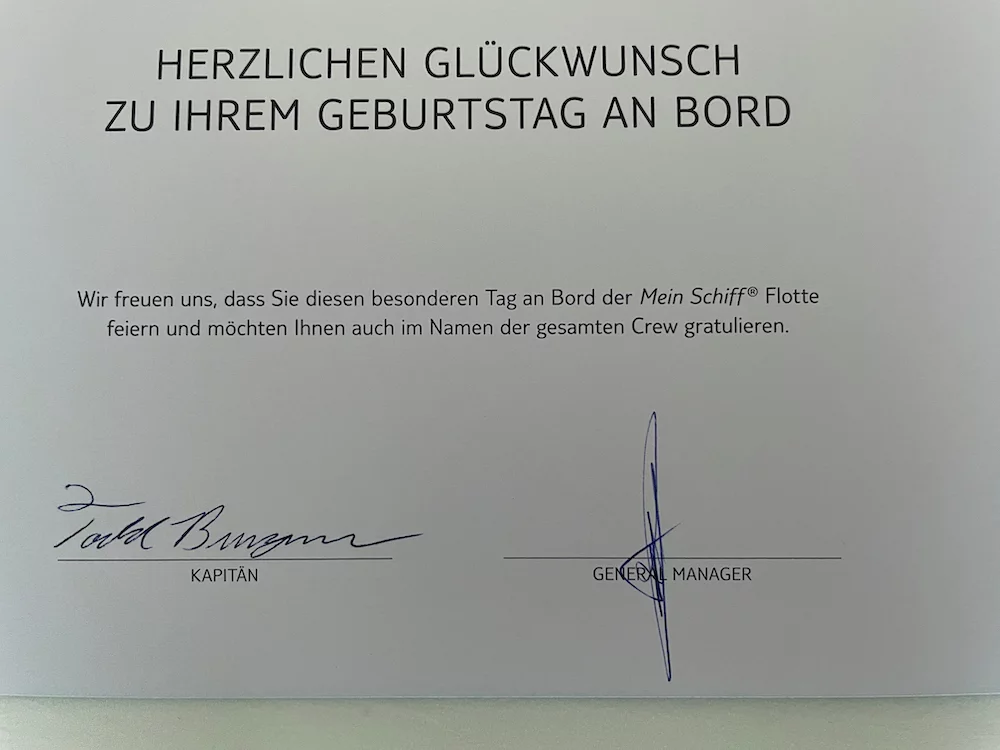 HERZLICHEN GLÜCKWUNSCH
ZU IHREM GEBURTSTAG AN BORD
Wir freuen uns, dass Sie diesen besonderen Tag an Bord der Mein Schiff® Flotte
feiern und möchten Ihnen auch im Namen der gesamten Crew gratulieren.
Todd
KAPITÄN
GENERAL MANAGER